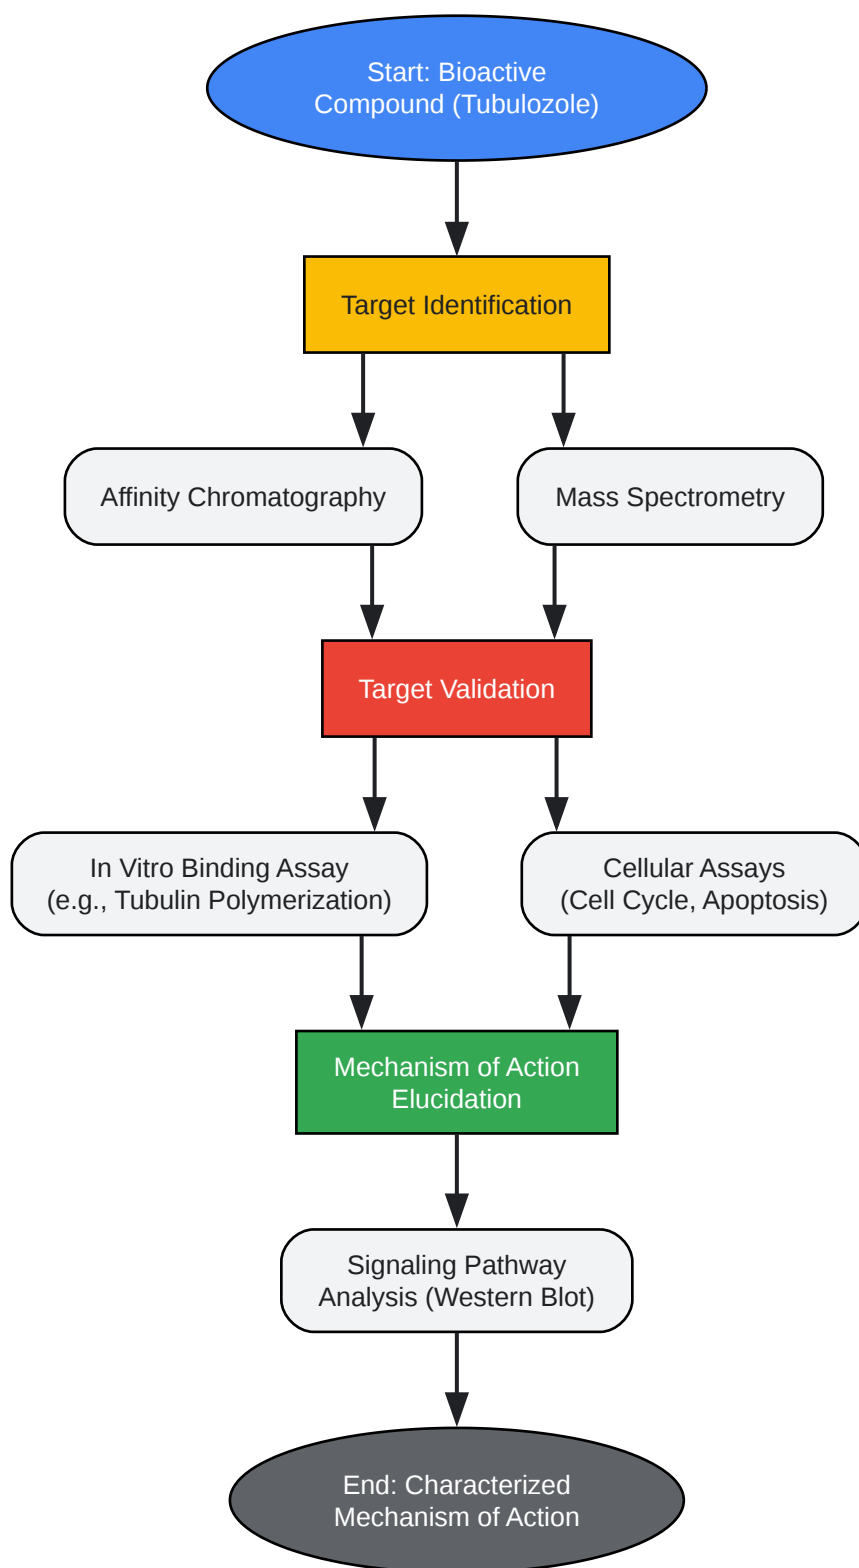 Start: Bioactive
Compound (Tubulozole)
Target Identification
Affinity Chromatography
Mass Spectrometry
Target Validation
In Vitro Binding Assay
(e.g., Tubulin Polymerization)
Cellular Assays
(Cell Cycle, Apoptosis)
Mechanism of Action
Elucidation
Signaling Pathway
Analysis (Western Blot)
End: Characterized
Mechanism of Action